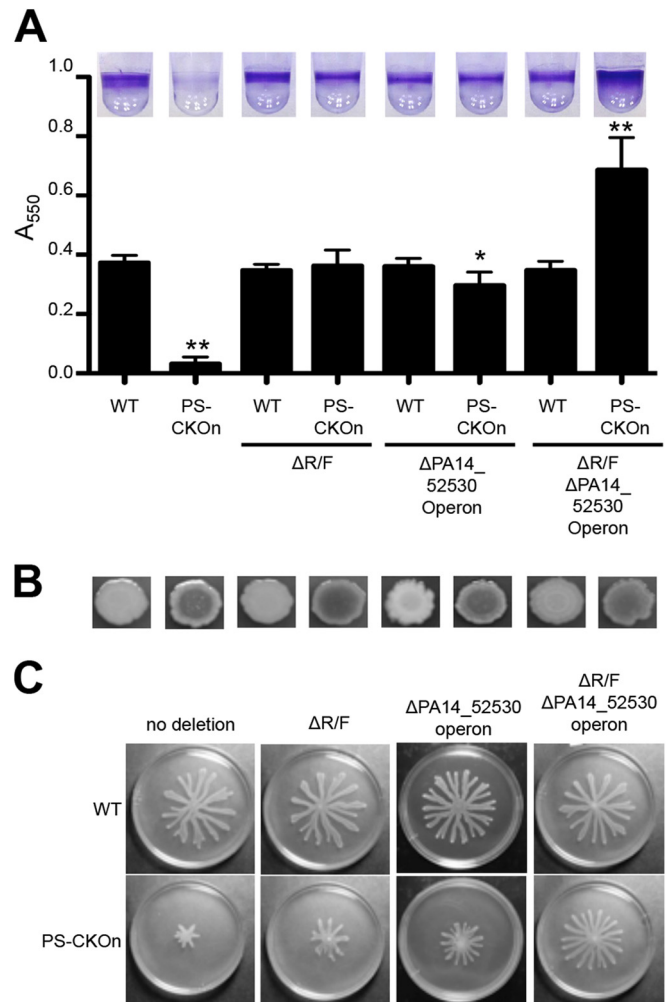 A
1.0
0.8
0.6
0.4
0.2
0.0
A550
**
*
**
WT PS-CKOn WT PS-CKOn WT PS-CKOn WT PS-CKOn
ΔR/F
ΔPA14_
52530
Operon
ΔR/F
ΔPA14_
52530
Operon
B
C
no deletion
ΔR/F
ΔPA14_52530
operon
ΔR/F
ΔPA14_52530
operon
WT
PS-CKOn